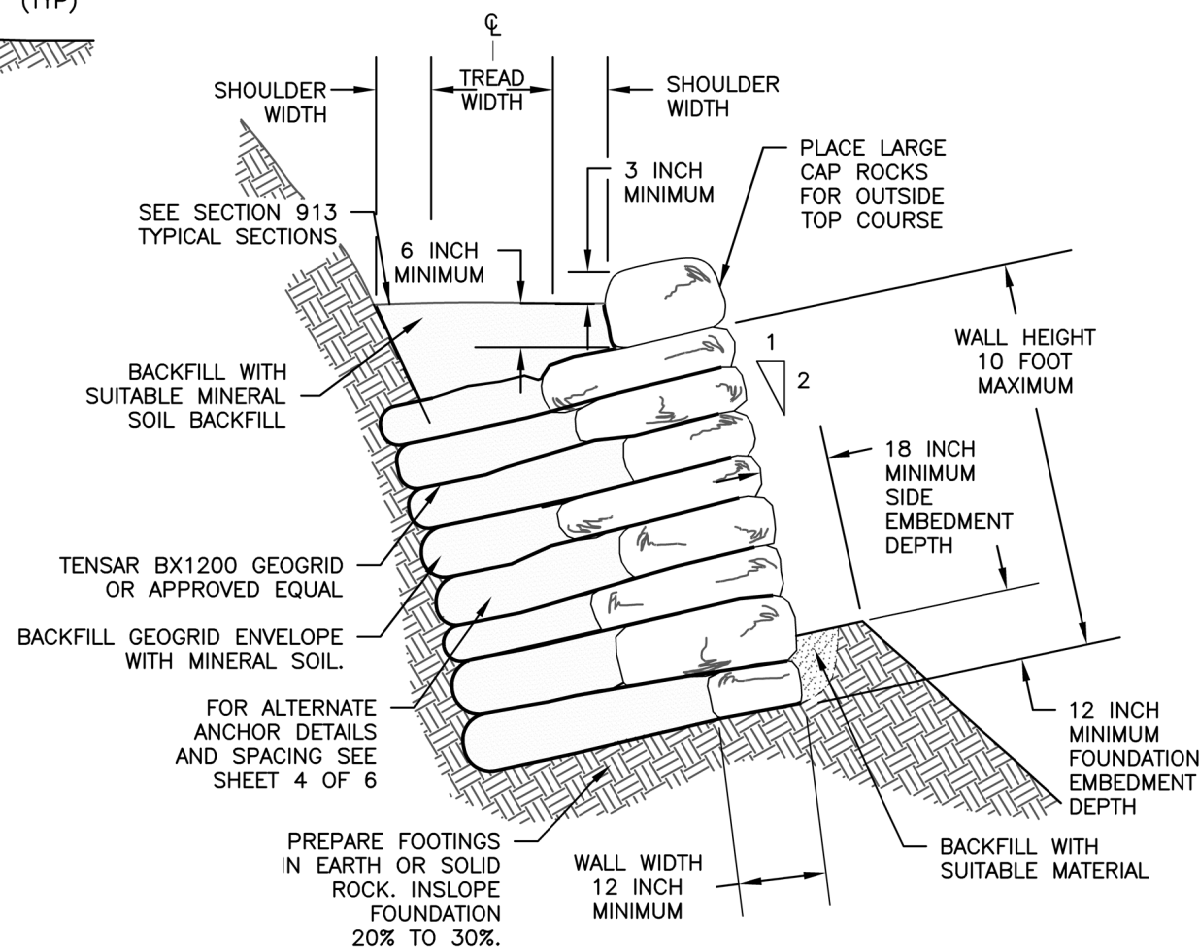 (TYP)
℄
SHOULDER
WIDTH
TREAD
WIDTH
SHOULDER
WIDTH
3 INCH
MINIMUM
PLACE LARGE
CAP ROCKS
FOR OUTSIDE
TOP COURSE
SEE SECTION 913
TYPICAL SECTIONS
6 INCH
MINIMUM
1
2
WALL HEIGHT
10 FOOT
MAXIMUM
BACKFILL WITH
SUITABLE MINERAL
SOIL BACKFILL
18 INCH
MINIMUM
SIDE
EMBEDMENT
DEPTH
TENSAR BX1200 GEOGRID
OR APPROVED EQUAL
BACKFILL GEOGRID ENVELOPE
WITH MINERAL SOIL.
FOR ALTERNATE
ANCHOR DETAILS
AND SPACING SEE
SHEET 4 OF 6
12 INCH
MINIMUM
FOUNDATION
EMBEDMENT
DEPTH
PREPARE FOOTINGS
IN EARTH OR SOLID
ROCK. INSLOPE
FOUNDATION
20% TO 30%.
WALL WIDTH
12 INCH
MINIMUM
BACKFILL WITH
SUITABLE MATERIAL